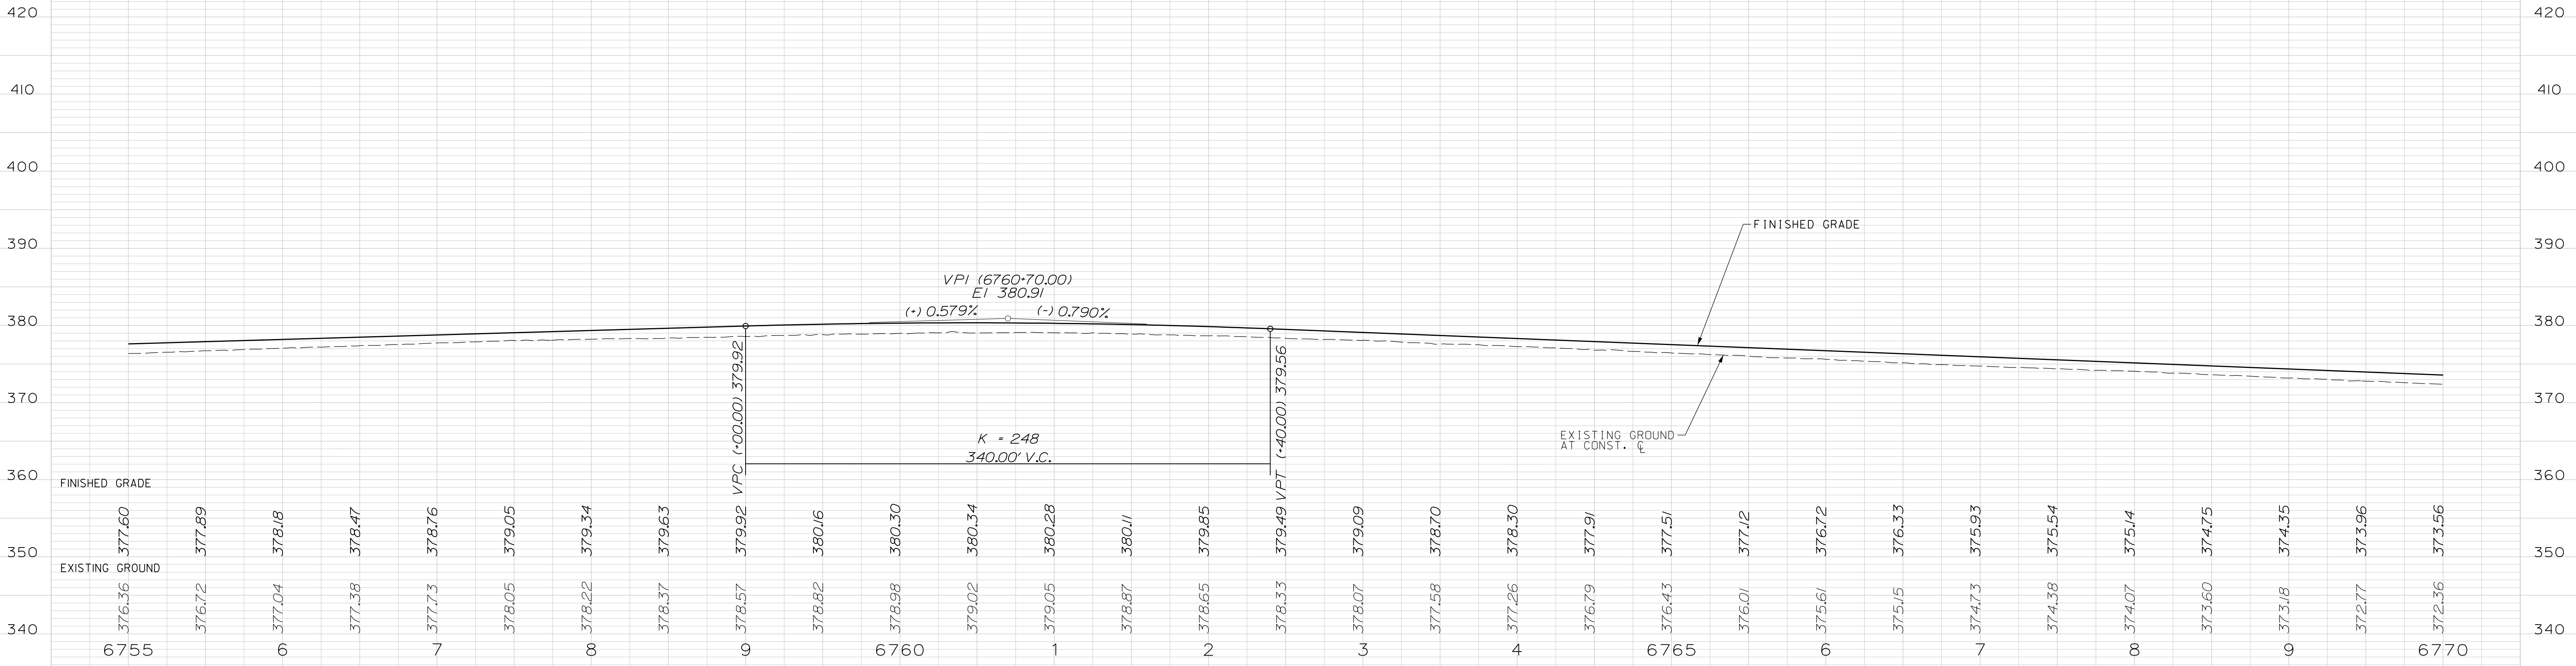 420 420
410 410
400 400
390 390
FINISHED GRADE
VPI (6760+70.00)
El 380.91
(+) 0.579% (-) 0.790%
380 380
VPC (+00.00) 379.92
VPT (+40.00) 379.56
370 370
K = 248
340.00' V.C.
EXISTING GROUND
AT CONST. ℄
360 360
FINISHED GRADE
377.60 377.89 378.18 378.47 378.76 379.05 379.34 379.63 379.92 380.16 380.30 380.34 380.28 380.11 379.85 379.49 379.09 378.70 378.30 377.91 377.51 377.12 376.72 376.33 375.93 375.54 375.14 374.75 374.35 373.96 373.56
350 350
EXISTING GROUND
376.36 376.72 377.04 377.38 377.73 378.05 378.22 378.37 378.57 378.82 378.98 379.02 379.05 378.87 378.65 378.33 378.07 377.58 377.26 376.79 376.43 376.01 375.61 375.15 374.73 374.38 374.07 373.60 373.18 372.77 372.36
340 340
6755 6 7 8 9 6760 1 2 3 4 6765 6 7 8 9 6770